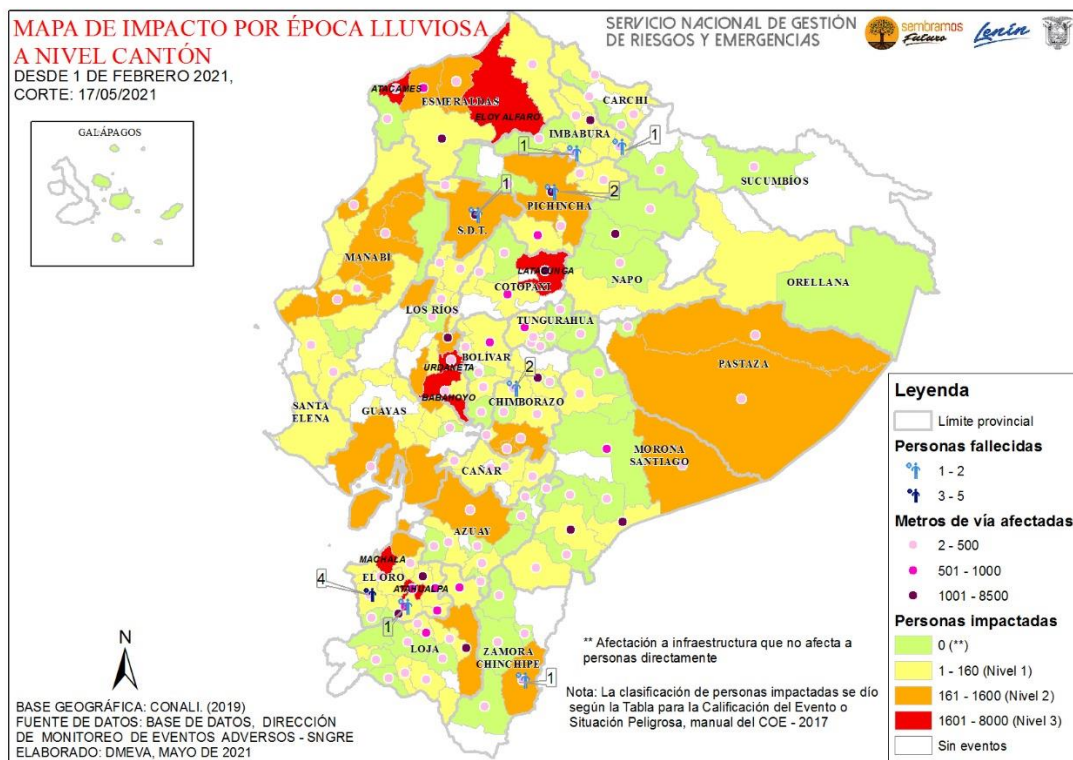 MAPA DE IMPACTO POR ÉPOCA LLUVIOSA
A NIVEL CANTÓN
DESDE 1 DE FEBRERO 2021,
CORTE: 17/05/2021
SERVICIO NACIONAL DE GESTIÓN
DE RIESGOS Y EMERGENCIAS
sembramos
Futuro
Lenín
GALÁPAGOS
ATACAMES
ESMERALDAS
ELOY ALFARO
CARCHI
IMBABURA
1
1
SUCUMBÍOS
1
2
PICHINCHA
S.D.T.
MANABÍ
LATACUNGA
COTOPAXI
NAPO
ORELLANA
LOS RÍOS
TUNGURAHUA
BOLÍVAR
PASTAZA
URDANETA
2
BABAHOYO
CHIMBORAZO
SANTA
ELENA
GUAYAS
MORONA
SANTIAGO
CAÑAR
AZUAY
MACHALA
EL ORO
4
ATAHUALPA
1
LOJA
ZAMORA
CHINCHIPE
1
N
** Afectación a infraestructura que no afecta a
personas directamente
Nota: La clasificación de personas impactadas se dío
según la Tabla para la Calificación del Evento o
Situación Peligrosa, manual del COE - 2017
BASE GEOGRÁFICA: CONALI. (2019)
FUENTE DE DATOS: BASE DE DATOS, DIRECCIÓN
DE MONITOREO DE EVENTOS ADVERSOS - SNGRE
ELABORADO: DMEVA, MAYO DE 2021
Leyenda
Límite provincial
Personas fallecidas
1 - 2
3 - 5
Metros de vía afectadas
2 - 500
501 - 1000
1001 - 8500
Personas impactadas
0 (**)
1 - 160 (Nivel 1)
161 - 1600 (Nivel 2)
1601 - 8000 (Nivel 3)
Sin eventos